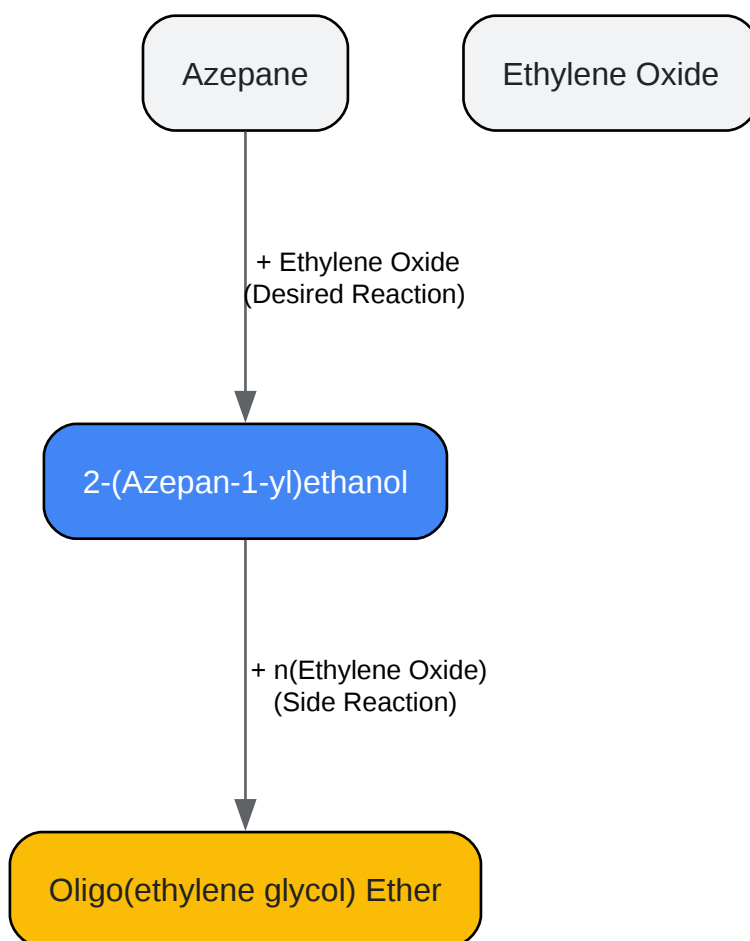 Azepane
Ethylene Oxide
+ Ethylene Oxide
(Desired Reaction)
2-(Azepan-1-yl)ethanol
+ n(Ethylene Oxide)
(Side Reaction)
Oligo(ethylene glycol) Ether